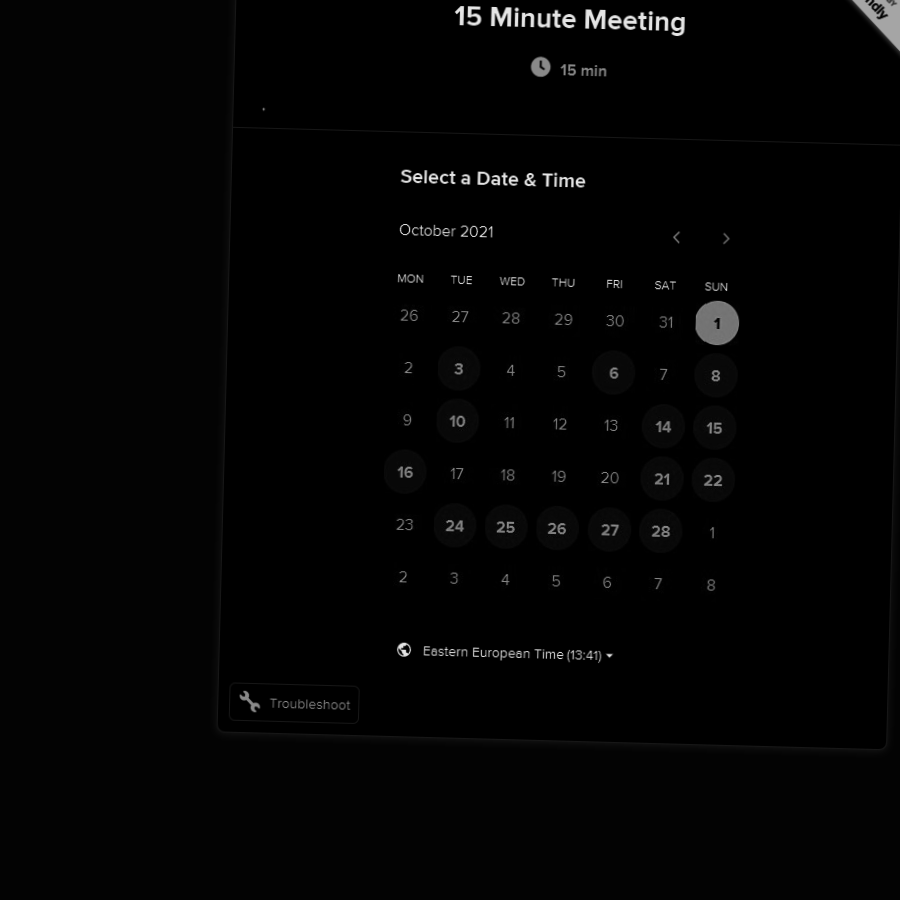 15 Minute Meeting
15 min
Select a Date & Time
October 2021
MON TUE WED THU FRI SAT SUN
26 27 28 29 30 31 1
2 3 4 5 6 7 8
9 10 11 12 13 14 15
16 17 18 19 20 21 22
23 24 25 26 27 28 1
2 3 4 5 6 7 8
Eastern European Time (13:41)
Troubleshoot